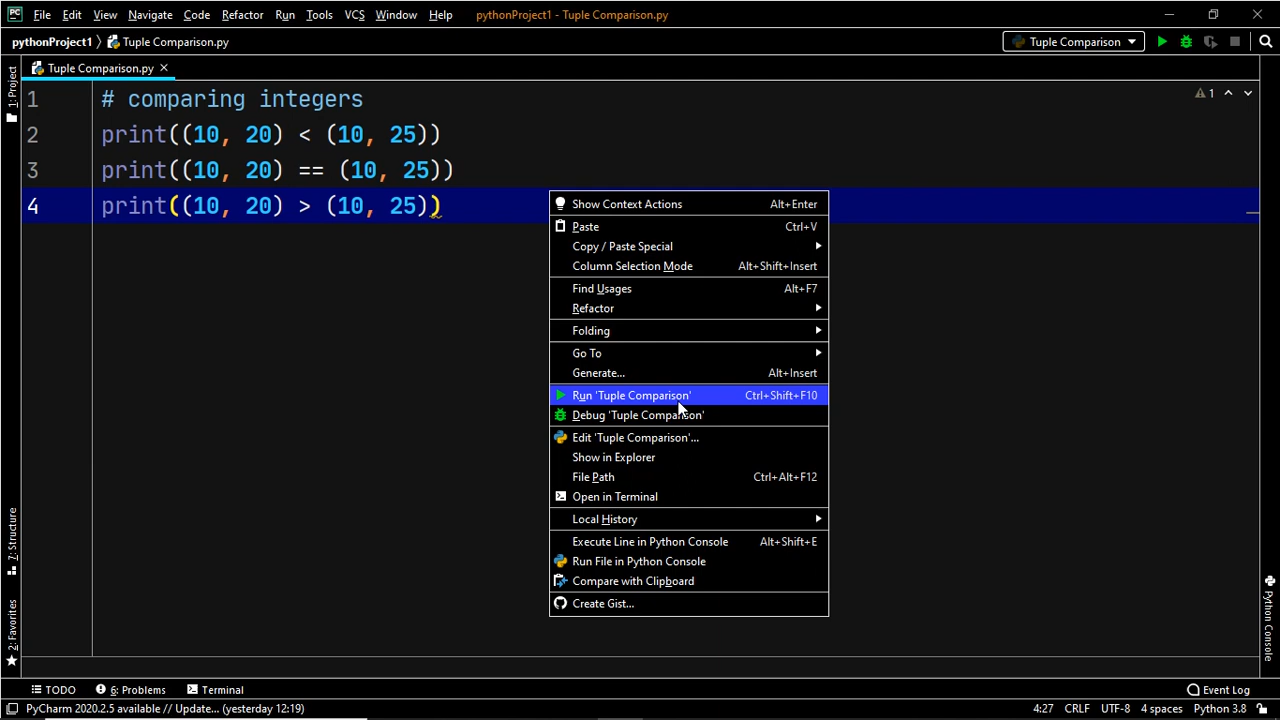 PC File Edit View Navigate Code Refactor Run Tools VCS Window Help pythonProject1 - Tuple Comparison.py
pythonProject1 Tuple Comparison.py Tuple Comparison
Tuple Comparison.py
1: Project
1 # comparing integers
1
2 print((10, 20) < (10, 25))
3 print((10, 20) == (10, 25))
4 print((10, 20) > (10, 25))
Show Context Actions Alt+Enter
Paste Ctrl+V
Copy / Paste Special
Column Selection Mode Alt+Shift+Insert
Find Usages Alt+F7
Refactor
Folding
Go To
Generate... Alt+Insert
Run 'Tuple Comparison' Ctrl+Shift+F10
Debug 'Tuple Comparison'
Edit 'Tuple Comparison'...
Show in Explorer
File Path Ctrl+Alt+F12
Open in Terminal
Local History
Execute Line in Python Console Alt+Shift+E
Run File in Python Console
Compare with Clipboard
Create Gist...
7: Structure
2: Favorites
Python Console
TODO 6: Problems Terminal Event Log
PyCharm 2020.2.5 available // Update... (yesterday 12:19) 4:27 CRLF UTF-8 4 spaces Python 3.8